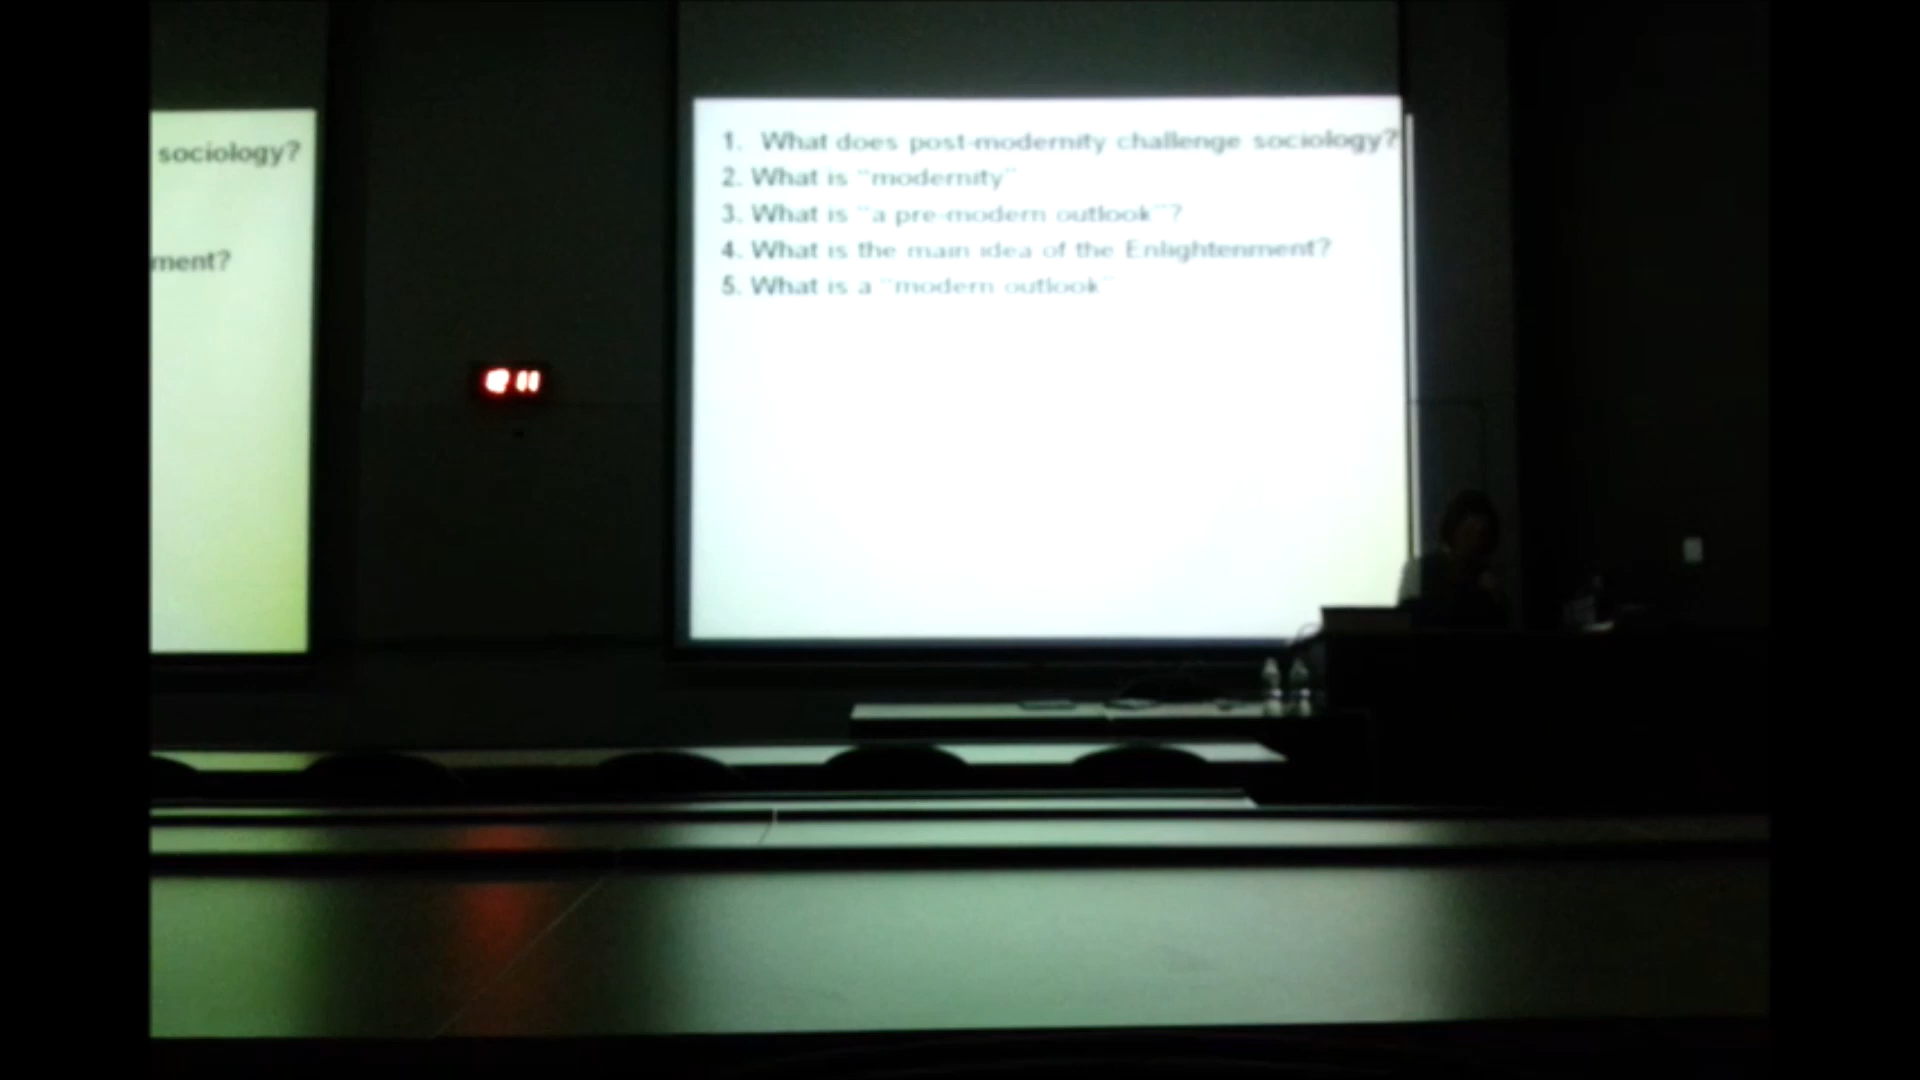 sociology?
ment?
1. What does post-modernity challenge sociology?
2. What is "modernity"
3. What is "a pre-modern outlook"?
4. What is the main idea of the Enlightenment?
5. What is a "modern outlook"